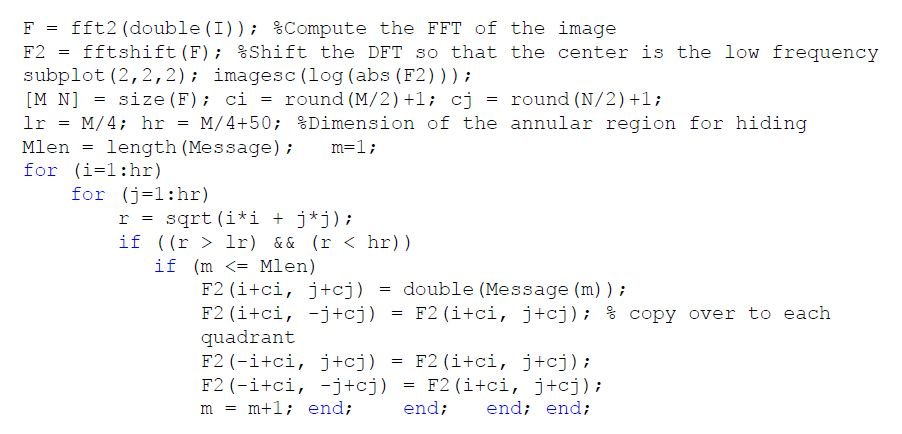 F = fft2(double(I)); %Compute the FFT of the image
F2 = fftshift(F); %Shift the DFT so that the center is the low frequency
subplot(2,2,2); imagesc(log(abs(F2)));
[M N] = size(F); ci = round(M/2)+1; cj = round(N/2)+1;
lr = M/4; hr = M/4+50; %Dimension of the annular region for hiding
Mlen = length(Message);   m=1;
for (i=1:hr)
    for (j=1:hr)
        r = sqrt(i*i + j*j);
        if ((r > lr) && (r < hr))
           if (m <= Mlen)
               F2(i+ci, j+cj) = double(Message(m));
               F2(i+ci, -j+cj) = F2(i+ci, j+cj); % copy over to each
               quadrant
               F2(-i+ci, j+cj) = F2(i+ci, j+cj);
               F2(-i+ci, -j+cj) = F2(i+ci, j+cj);
               m = m+1; end;    end;   end; end;